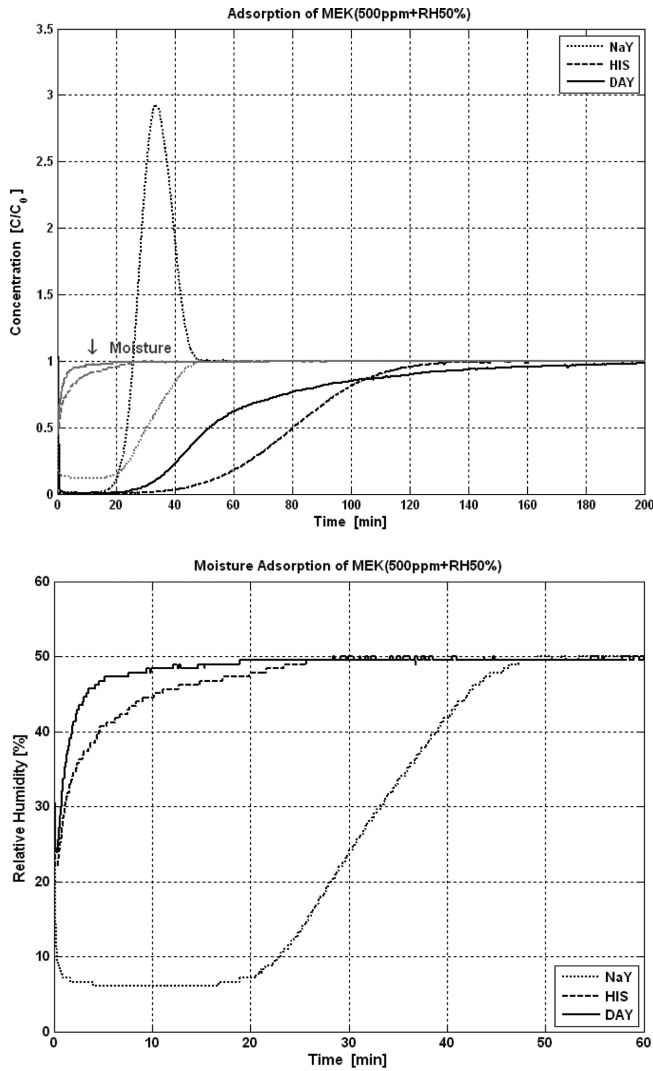 Adsorption of MEK(500ppm+RH50%)
3.5
3
2.5
2
1.5
1
0.5
0
Concentration [C/C0]
NaY
HIS
DAY
↓ Moisture
0 20 40 60 80 100 120 140 160 180 200
Time [min]
Moisture Adsorption of MEK(500ppm+RH50%)
60
50
40
30
20
10
0
Relative Humidity [%]
NaY
HIS
DAY
0 10 20 30 40 50 60
Time [min]